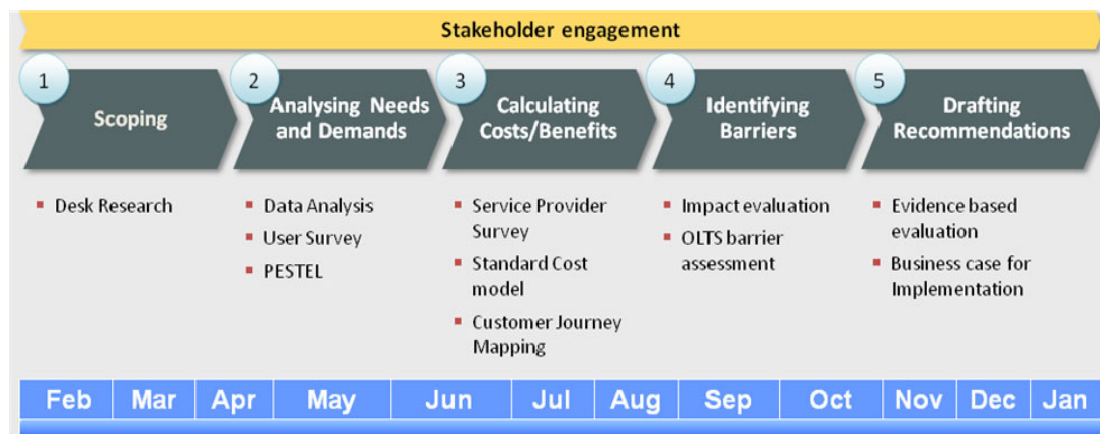 Stakeholder engagement
1
Scoping
▪ Desk Research
2
Analysing Needs
and Demands
▪ Data Analysis
▪ User Survey
▪ PESTEL
3
Calculating
Costs/Benefits
▪ Service Provider
Survey
▪ Standard Cost
model
▪ Customer Journey
Mapping
4
Identifying
Barriers
▪ Impact evaluation
▪ OLTS barrier
assessment
5
Drafting
Recommendations
▪ Evidence based
evaluation
▪ Business case for
Implementation
Feb Mar Apr May Jun Jul Aug Sep Oct Nov Dec Jan